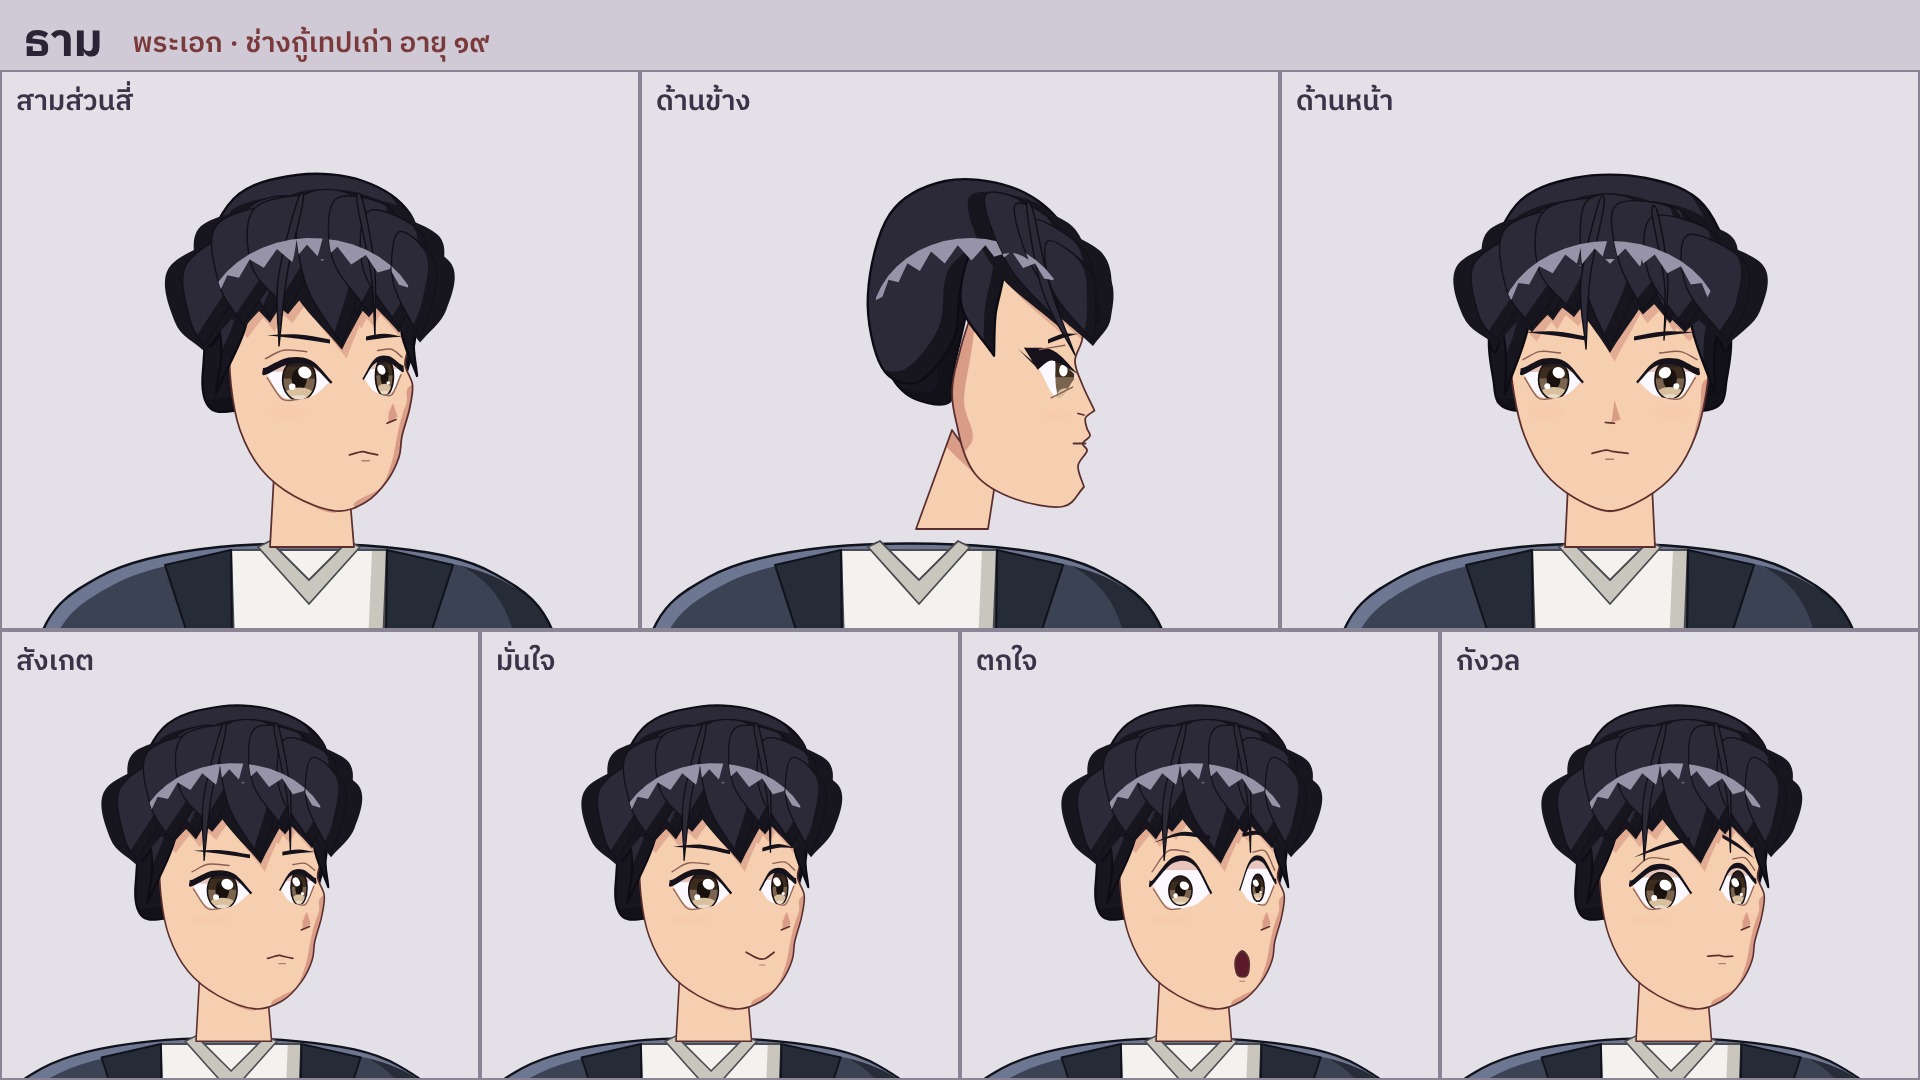 ธาม พระเอก · ช่างกู้เทปเก่า อายุ ๑๙
สามส่วนสี่
ด้านข้าง
ด้านหน้า
สังเกต
มั่นใจ
ตกใจ
กังวล